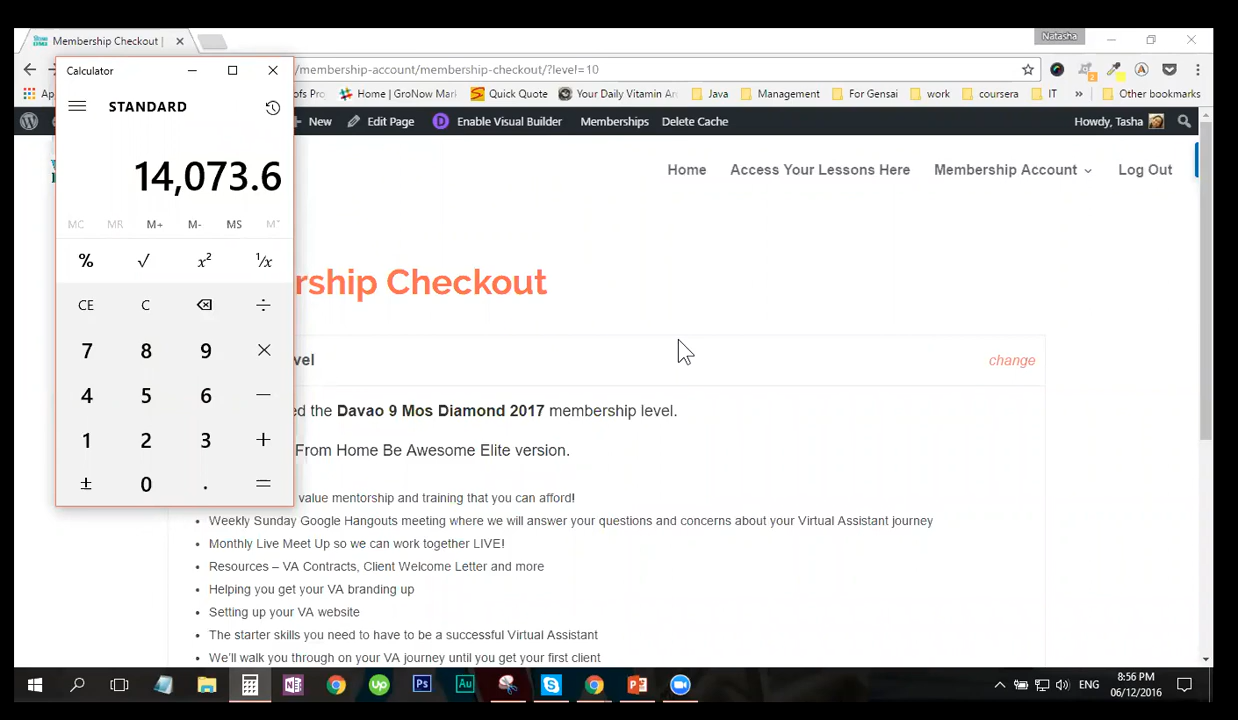 Membership Checkout |
Natasha
Calculator
/membership-account/membership-checkout/?level=10
Ap
ofs Pro
Home | GroNow Mark
Quick Quote
Your Daily Vitamin An
Java
Management
For Gensai
work
coursera
IT
»
Other bookmarks
STANDARD
New
Edit Page
Enable Visual Builder
Memberships
Delete Cache
Howdy, Tasha
14,073.6
Home
Access Your Lessons Here
Membership Account
Log Out
MC MR M+ M- MS
% √ x² ¹/x
rship Checkout
CE C ÷
7 8 9 ×
vel
change
4 5 6 −
ed the Davao 9 Mos Diamond 2017 membership level.
1 2 3 +
From Home Be Awesome Elite version.
± 0 . =
value mentorship and training that you can afford!
• Weekly Sunday Google Hangouts meeting where we will answer your questions and concerns about your Virtual Assistant journey
• Monthly Live Meet Up so we can work together LIVE!
• Resources – VA Contracts, Client Welcome Letter and more
• Helping you get your VA branding up
• Setting up your VA website
• The starter skills you need to have to be a successful Virtual Assistant
• We'll walk you through on your VA journey until you get your first client
ENG
8:56 PM
06/12/2016